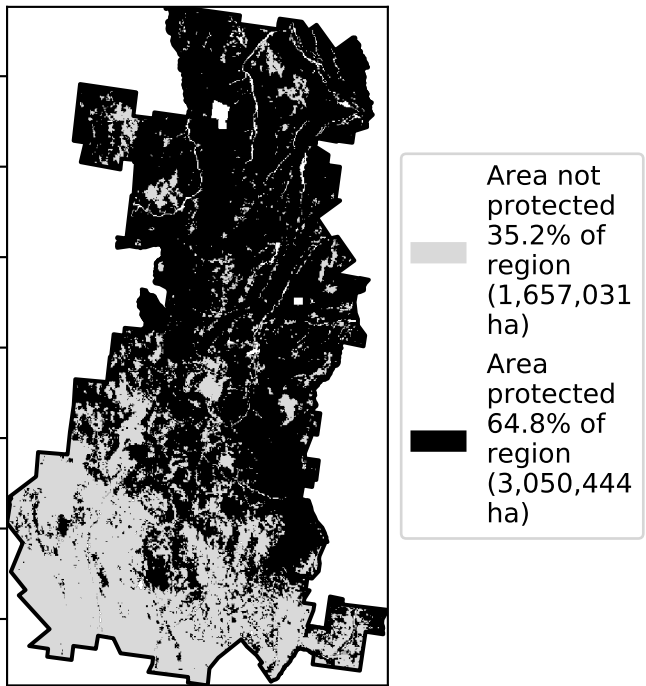 Area not
protected
35.2% of
region
(1,657,031
ha)
Area
protected
64.8% of
region
(3,050,444
ha)